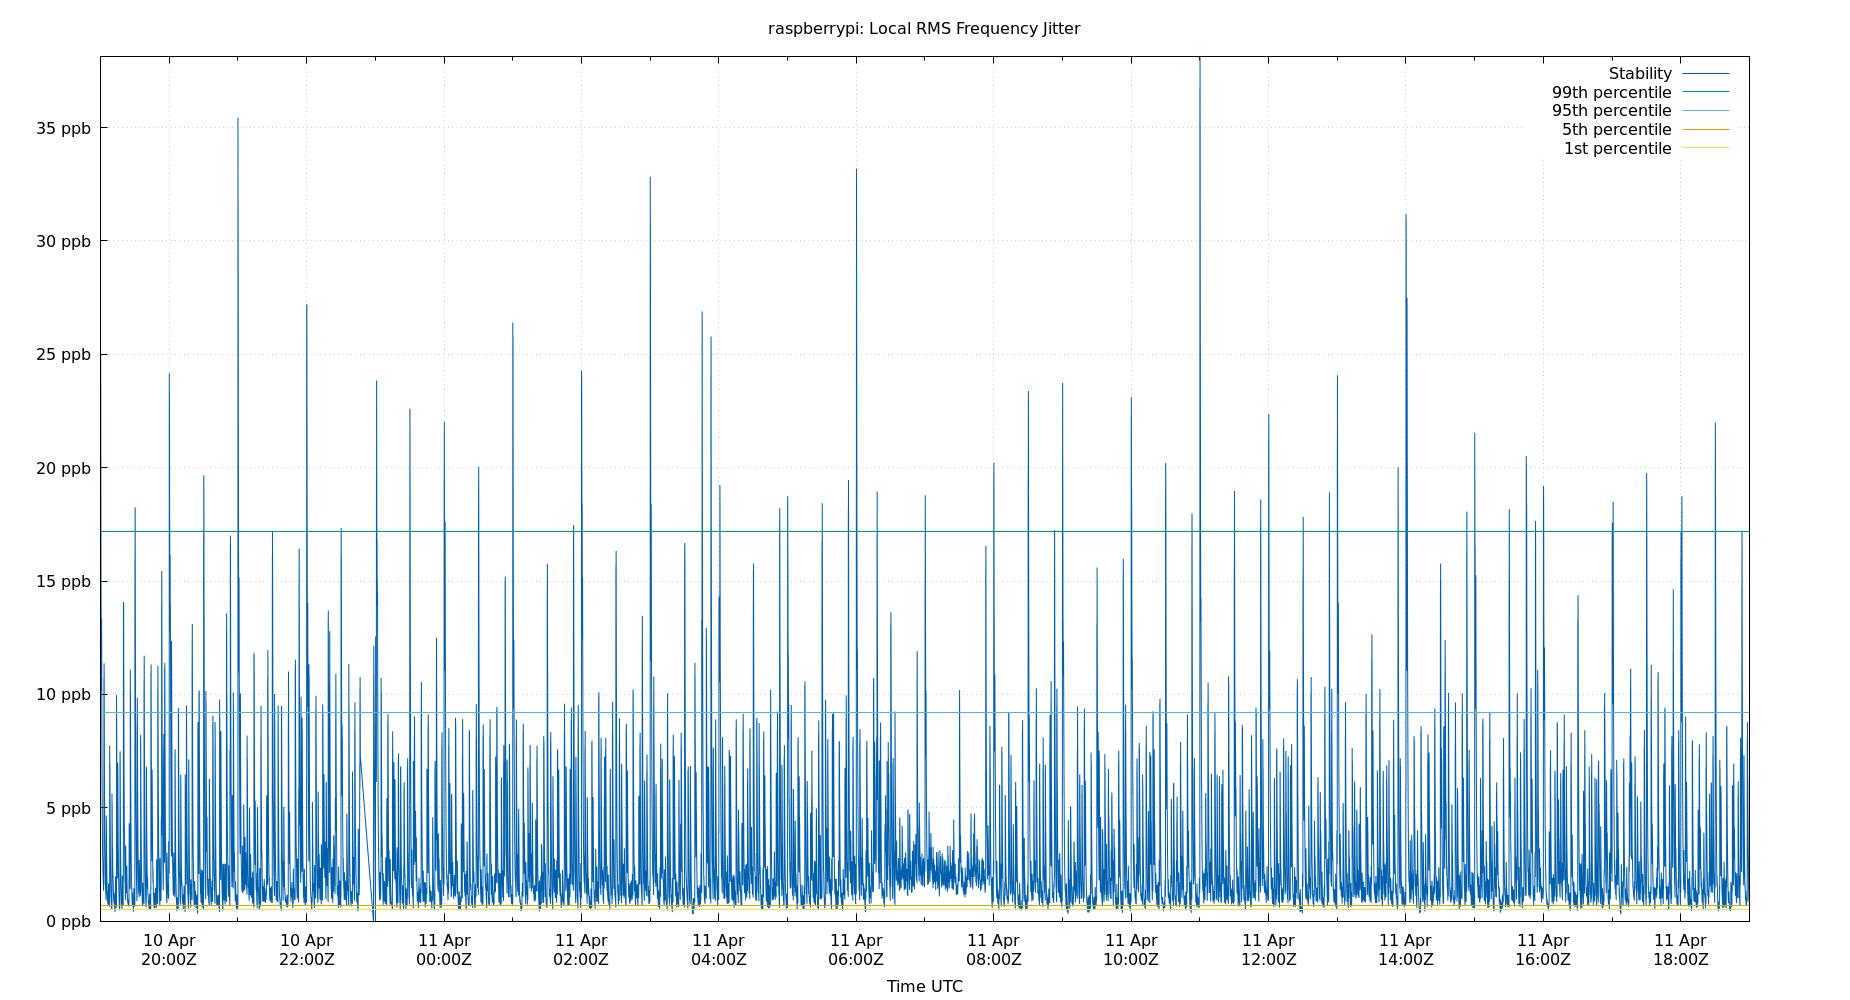 raspberrypi: Local RMS Frequency Jitter
Stability
99th percentile
95th percentile
5th percentile
1st percentile
35 ppb
30 ppb
25 ppb
20 ppb
15 ppb
10 ppb
5 ppb
0 ppb
10 Apr 10 Apr 11 Apr 11 Apr 11 Apr 11 Apr 11 Apr 11 Apr 11 Apr 11 Apr 11 Apr 11 Apr
20:00Z 22:00Z 00:00Z 02:00Z 04:00Z 06:00Z 08:00Z 10:00Z 12:00Z 14:00Z 16:00Z 18:00Z
Time UTC